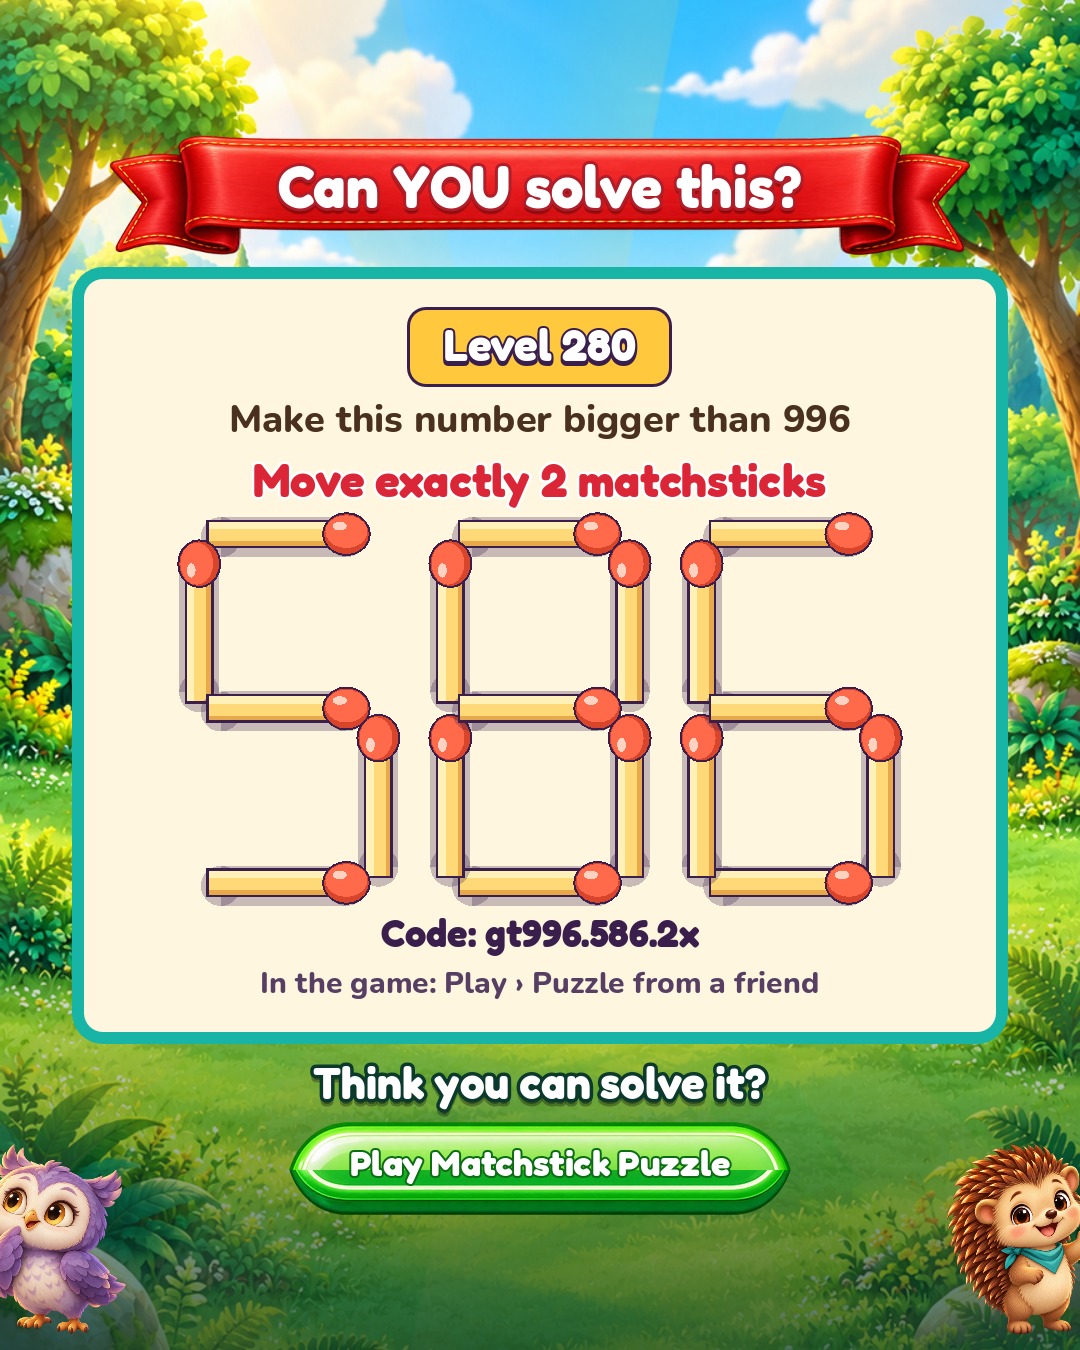 Can YOU solve this?
Level 280
Make this number bigger than 996
Move exactly 2 matchsticks
586
Code: gt996.586.2x
In the game: Play › Puzzle from a friend
Think you can solve it?
Play Matchstick Puzzle